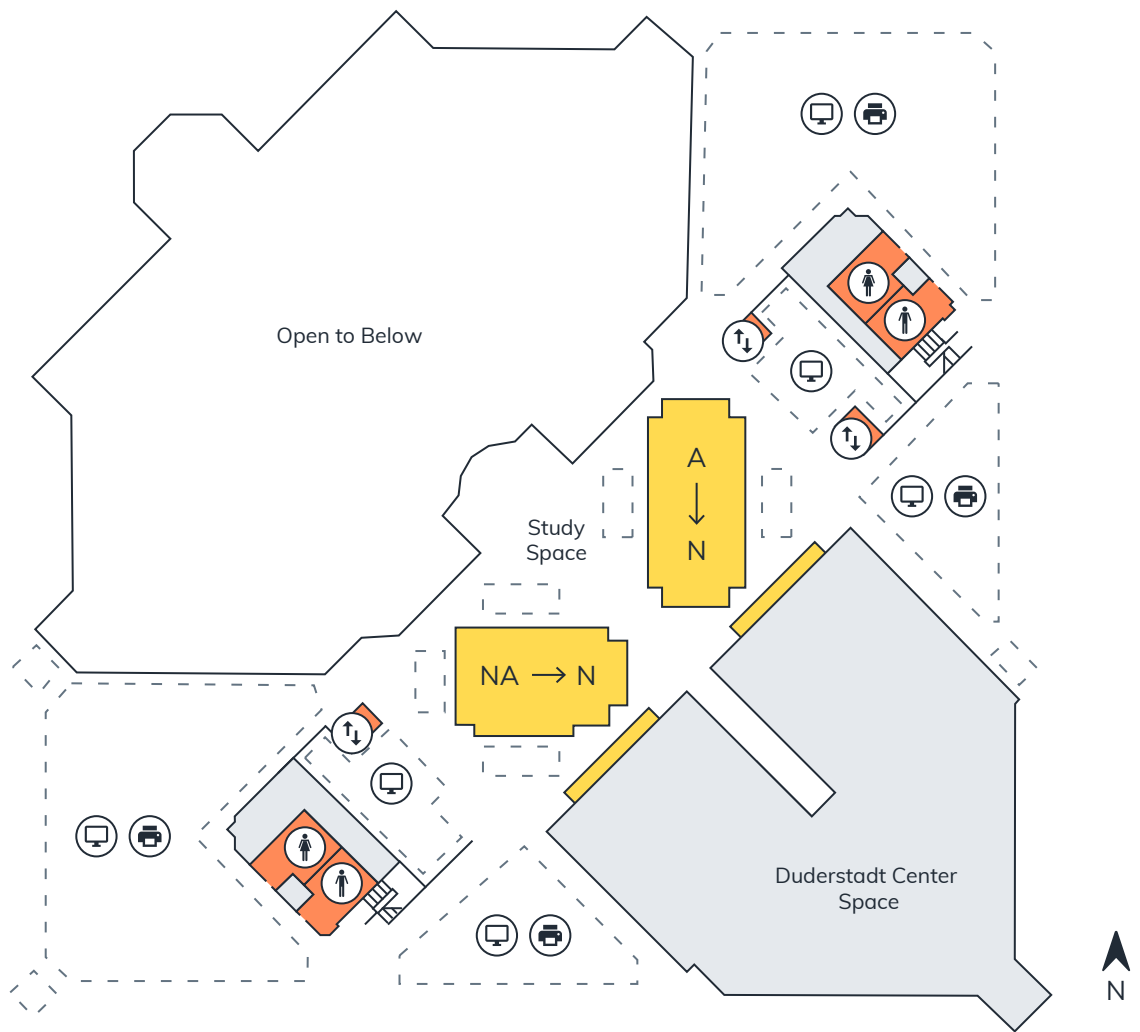 Open to Below
A
↓
N
Study
Space
NA → N
Duderstadt Center
Space
N